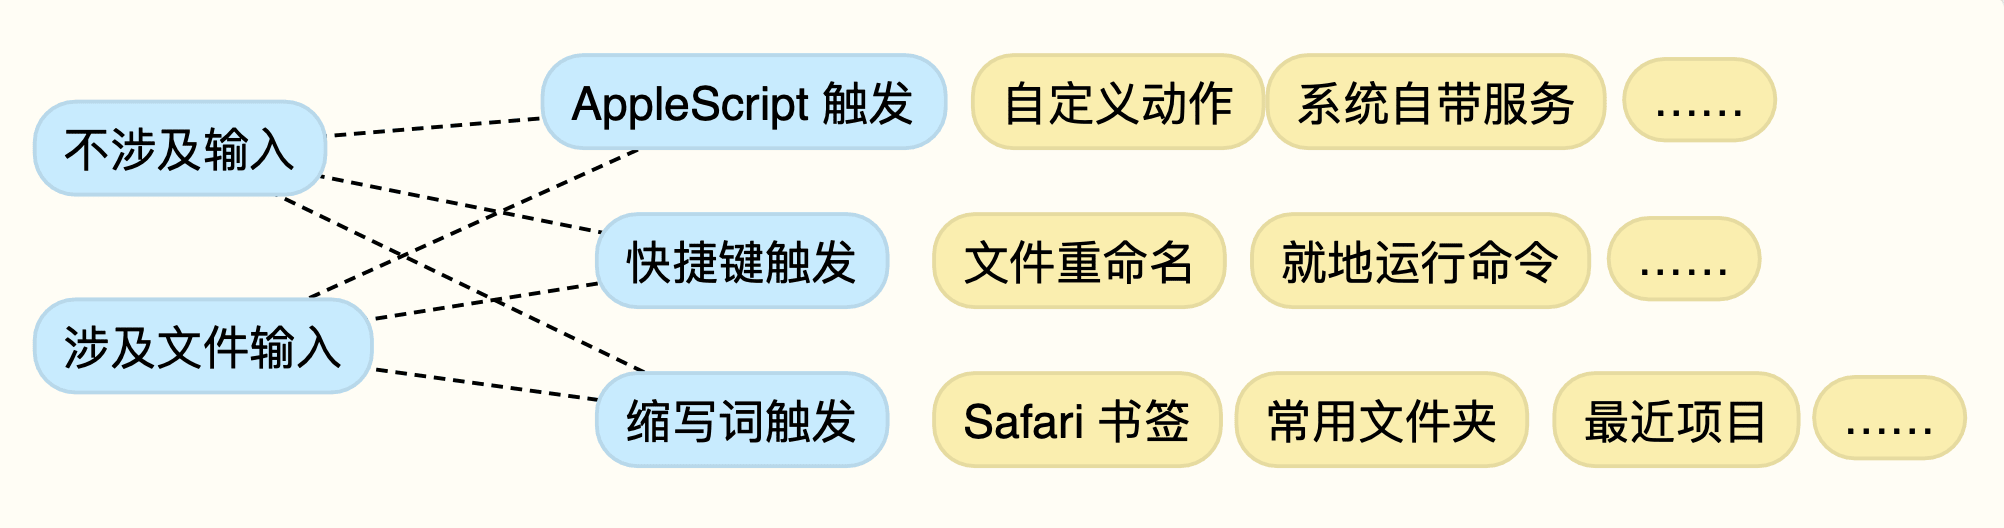 AppleScript 触发 自定义动作 系统自带服务 ……
不涉及输入
快捷键触发 文件重命名 就地运行命令 ……
涉及文件输入
缩写词触发 Safari 书签 常用文件夹 最近项目 ……